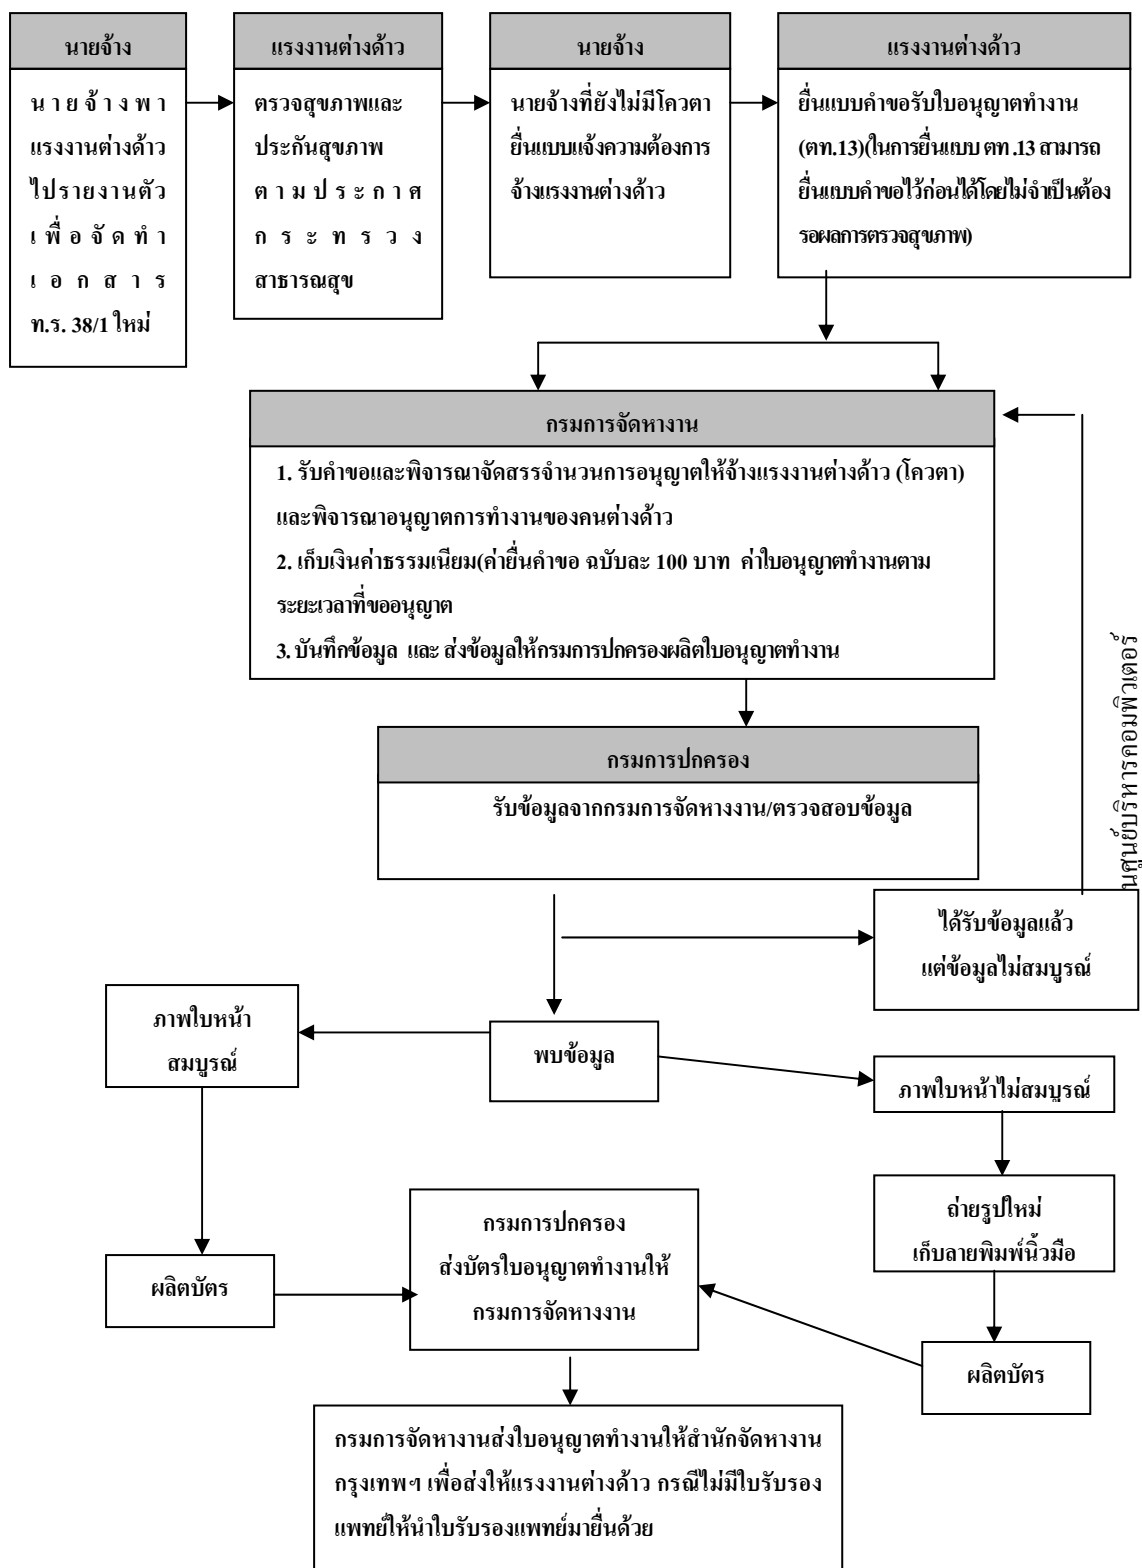 นายจ้าง
นายจ้างพา
แรงงานต่างด้าว
ไปรายงานตัว
เพื่อจัดทำ
เอกสาร
ท.ร. 38/1 ใหม่
แรงงานต่างด้าว
ตรวจสุขภาพและ
ประกันสุขภาพ
ตามประกาศ
กระทรวง
สาธารณสุข
นายจ้าง
นายจ้างที่ยังไม่มีโควตา
ยื่นแบบแจ้งความต้องการ
จ้างแรงงานต่างด้าว
แรงงานต่างด้าว
ยื่นแบบคำขอรับใบอนุญาตทำงาน
(ตท.13)(ในการยื่นแบบ ตท.13 สามารถ
ยื่นแบบคำขอไว้ก่อนได้โดยไม่จำเป็นต้อง
รอผลการตรวจสุขภาพ)
กรมการจัดหางาน
1. รับคำขอและพิจารณาจัดสรรจำนวนการอนุญาตให้จ้างแรงงานต่างด้าว (โควตา)
และพิจารณาอนุญาตการทำงานของคนต่างด้าว
2. เก็บเงินค่าธรรมเนียม(ค่ายื่นคำขอ ฉบับละ 100 บาท ค่าใบอนุญาตทำงานตาม
ระยะเวลาที่ขออนุญาต
3. บันทึกข้อมูล และ ส่งข้อมูลให้กรมการปกครองผลิตใบอนุญาตทำงาน
กรมการปกครอง
รับข้อมูลจากกรมการจัดหางงาน/ตรวจสอบข้อมูล
ได้รับข้อมูลแล้ว
แต่ข้อมูลไม่สมบูรณ์
ภาพใบหน้า
สมบูรณ์
พบข้อมูล
ภาพใบหน้าไม่สมบูรณ์
ถ่ายรูปใหม่
เก็บลายพิมพ์นิ้วมือ
กรมการปกครอง
ส่งบัตรใบอนุญาตทำงานให้
กรมการจัดหางงาน
ผลิตบัตร
ผลิตบัตร
กรมการจัดหางานส่งใบอนุญาตทำงานให้สำนักจัดหางาน
กรุงเทพฯ เพื่อส่งให้แรงงานต่างด้าว กรณีไม่มีใบรับรอง
แพทย์ให้นำใบรับรองแพทย์มายื่นด้วย